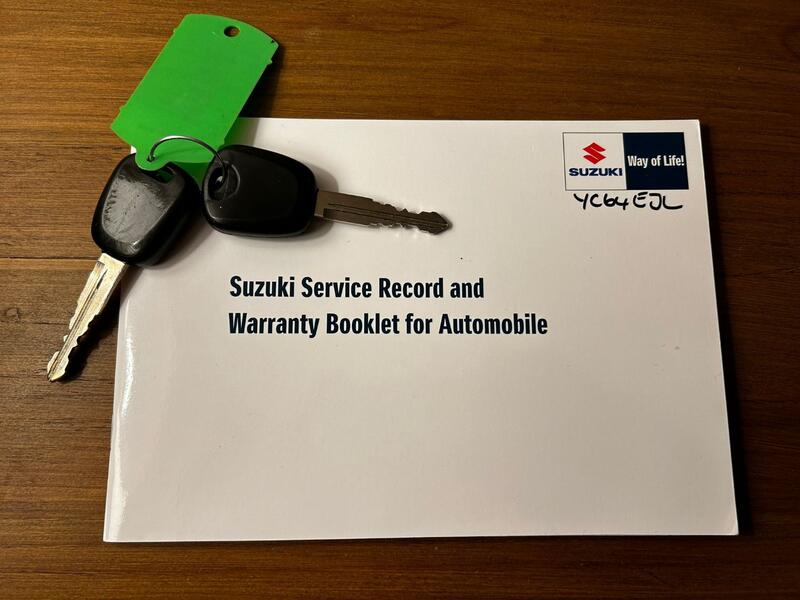 SUZUKI
Way of Life!
YC64EJL
Suzuki Service Record and
Warranty Booklet for Automobile